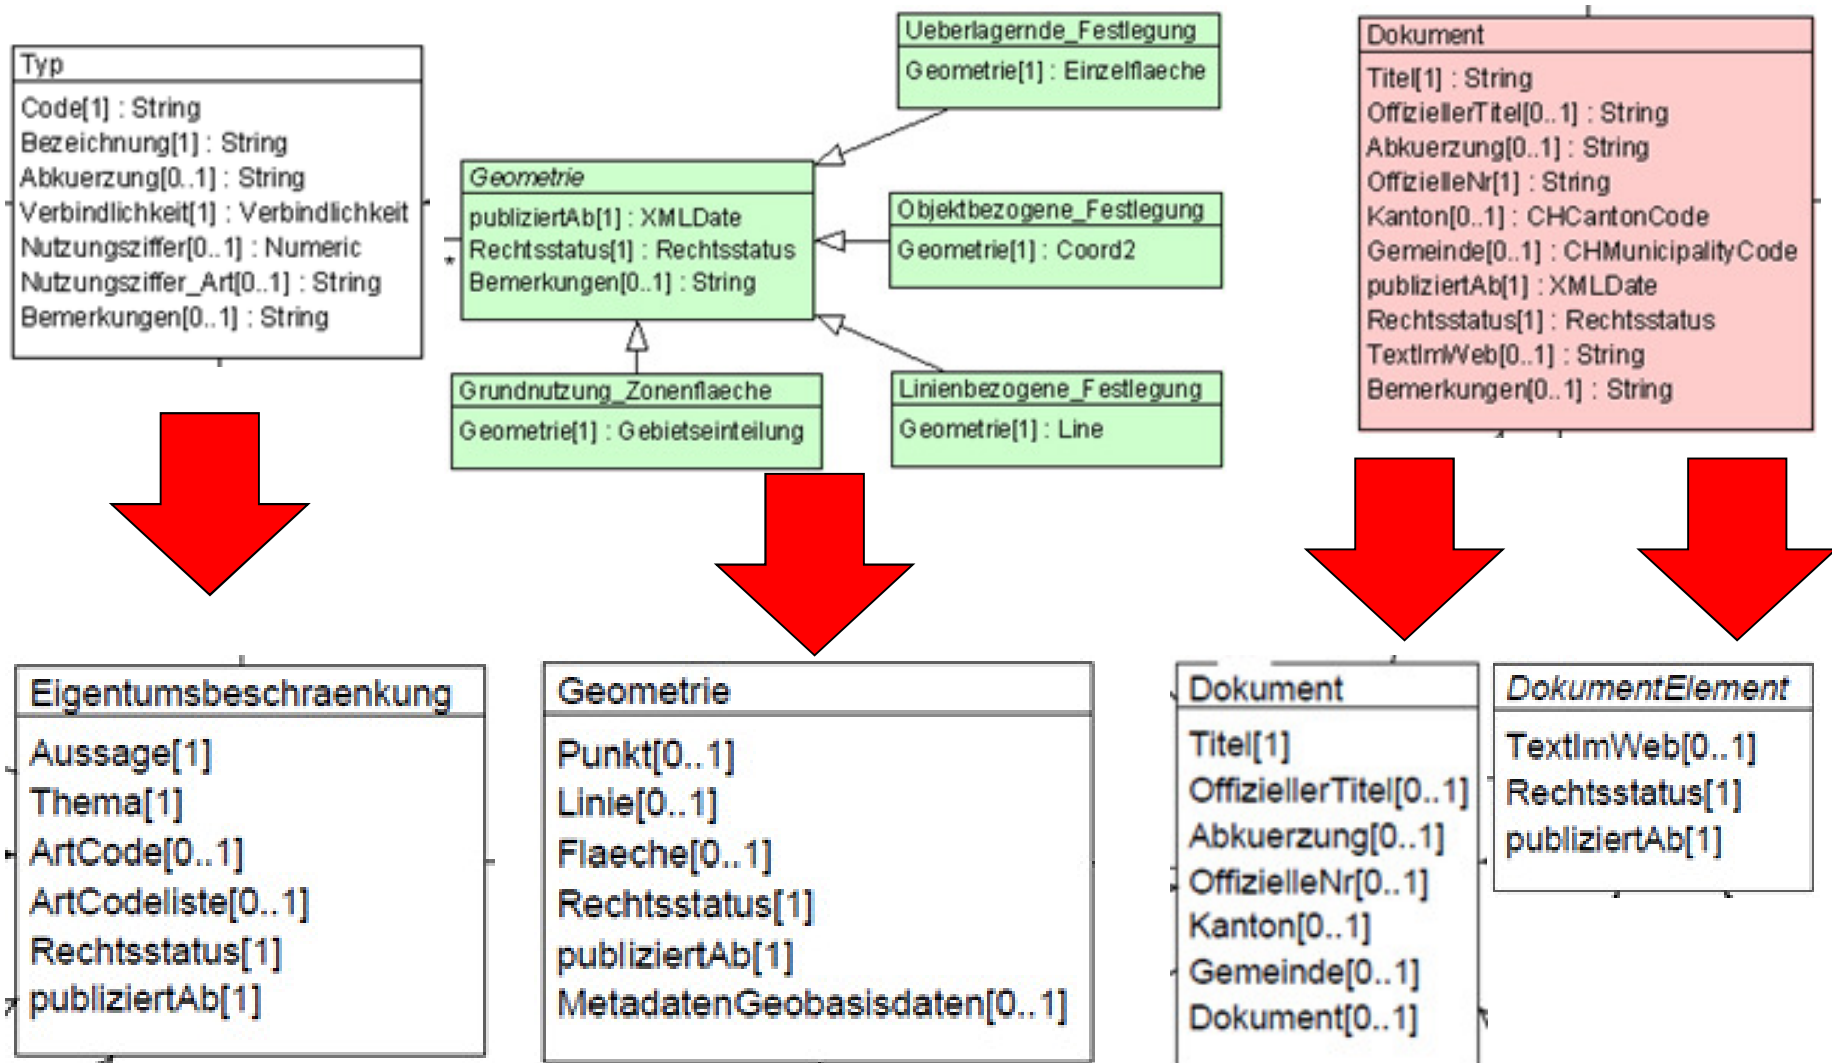 Typ
Code[1] : String
Bezeichnung[1] : String
Abkuerzung[0..1] : String
Verbindlichkeit[1] : Verbindlichkeit
Nutzungsziffer[0..1] : Numeric
Nutzungsziffer_Art[0..1] : String
Bemerkungen[0..1] : String
Ueberlagernde_Festlegung
Geometrie[1] : Einzelflaeche
Geometrie
publiziertAb[1] : XMLDate
Rechtsstatus[1] : Rechtsstatus
Bemerkungen[0..1] : String
*
Objektbezogene_Festlegung
Geometrie[1] : Coord2
Grundnutzung_Zonenflaeche
Geometrie[1] : Gebietseinteilung
Linienbezogene_Festlegung
Geometrie[1] : Line
Dokument
Titel[1] : String
OffiziellerTitel[0..1] : String
Abkuerzung[0..1] : String
OffizielleNr[1] : String
Kanton[0..1] : CHCantonCode
Gemeinde[0..1] : CHMunicipalityCode
publiziertAb[1] : XMLDate
Rechtsstatus[1] : Rechtsstatus
TextImWeb[0..1] : String
Bemerkungen[0..1] : String
Eigentumsbeschraenkung
Aussage[1]
Thema[1]
ArtCode[0..1]
ArtCodeliste[0..1]
Rechtsstatus[1]
publiziertAb[1]
Geometrie
Punkt[0..1]
Linie[0..1]
Flaeche[0..1]
Rechtsstatus[1]
publiziertAb[1]
MetadatenGeobasisdaten[0..1]
Dokument
Titel[1]
OffiziellerTitel[0..1]
Abkuerzung[0..1]
OffizielleNr[0..1]
Kanton[0..1]
Gemeinde[0..1]
Dokument[0..1]
DokumentElement
TextImWeb[0..1]
Rechtsstatus[1]
publiziertAb[1]